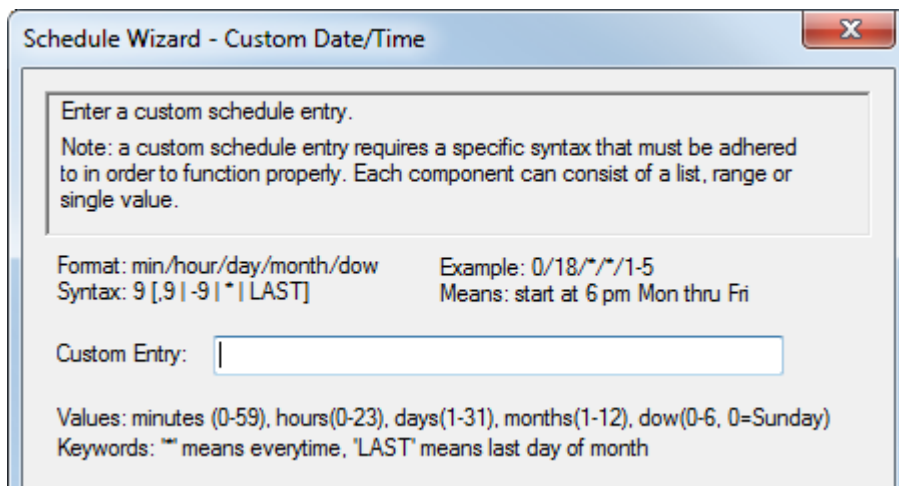 Schedule Wizard - Custom Date/Time
Enter a custom schedule entry.
Note: a custom schedule entry requires a specific syntax that must be adhered
to in order to function properly. Each component can consist of a list, range or
single value.
Format: min/hour/day/month/dow
Syntax: 9 [,9 | -9 | * | LAST]
Example: 0/18/*/*/1-5
Means: start at 6 pm Mon thru Fri
Custom Entry:
Values: minutes (0-59), hours(0-23), days(1-31), months(1-12), dow(0-6, 0=Sunday)
Keywords: '*' means everytime, 'LAST' means last day of month